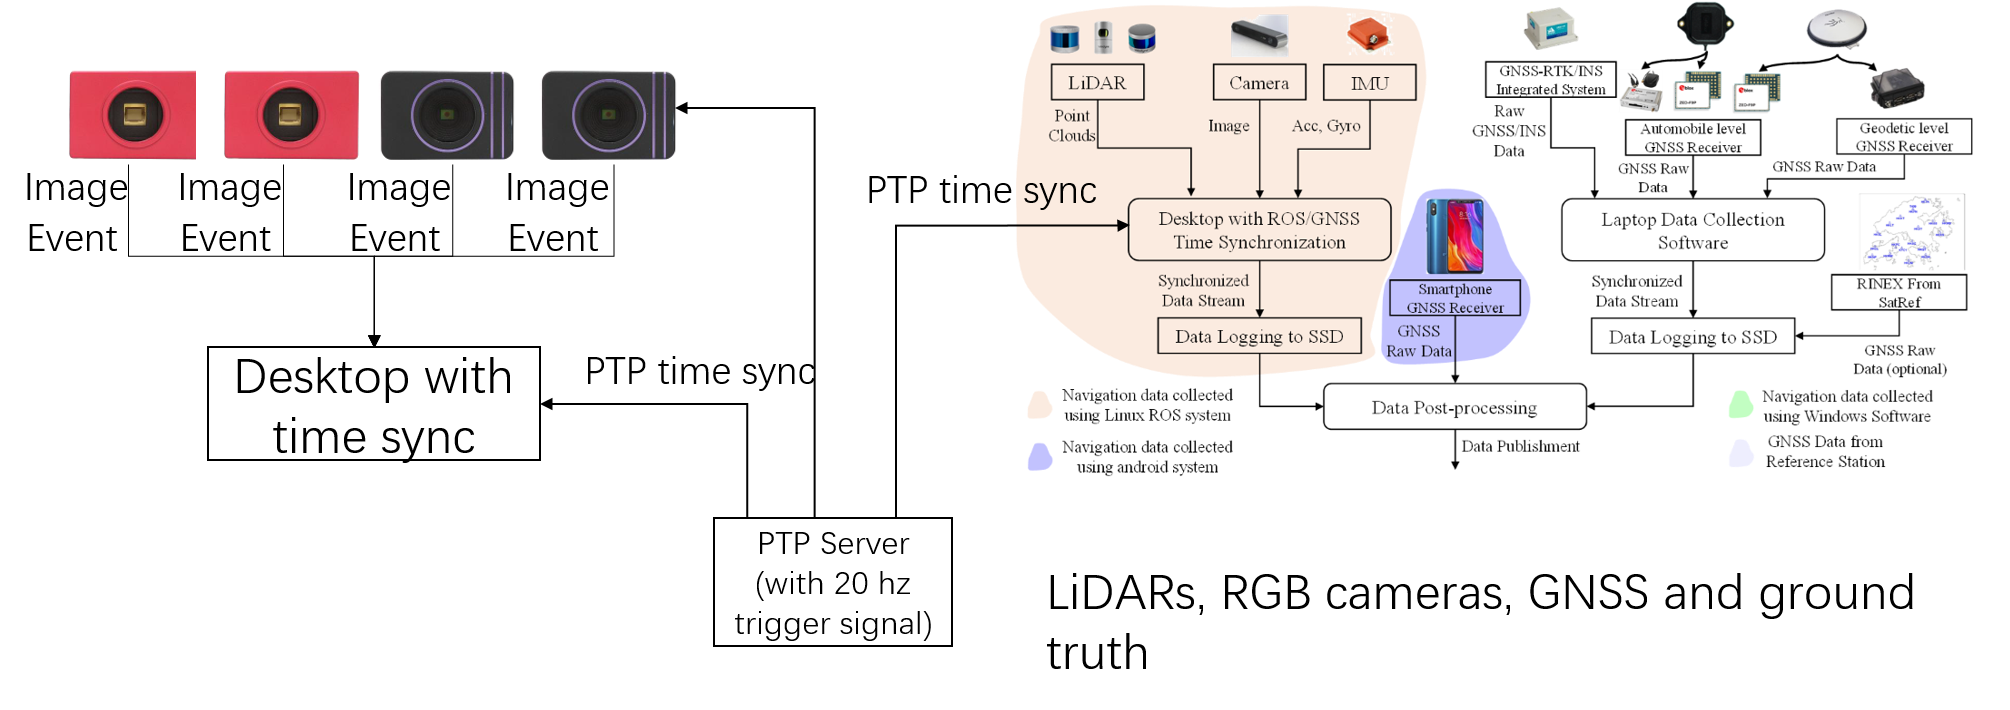 Image
Event
Image
Event
Image
Event
Image
Event
Desktop with
time sync
PTP time sync
PTP Server
(with 20 hz
trigger signal)
PTP time sync
LiDAR
Camera
IMU
Point
Clouds
Image
Acc, Gyro
Desktop with ROS/GNSS
Time Synchronization
Synchronized
Data Stream
Data Logging to SSD
Smartphone
GNSS Receiver
GNSS
Raw Data
GNSS-RTK/INS
Integrated System
Raw
GNSS/INS
Data
Automobile level
GNSS Receiver
GNSS Raw
Data
Geodetic level
GNSS Receiver
GNSS Raw Data
Laptop Data Collection
Software
Synchronized
Data Stream
Data Logging to SSD
RINEX From
SatRef
GNSS Raw
Data (optional)
Data Post-processing
Data Publishment
Navigation data collected
using Linux ROS system
Navigation data collected
using android system
Navigation data collected
using Windows Software
GNSS Data from
Reference Station
LiDARs, RGB cameras, GNSS and ground
truth